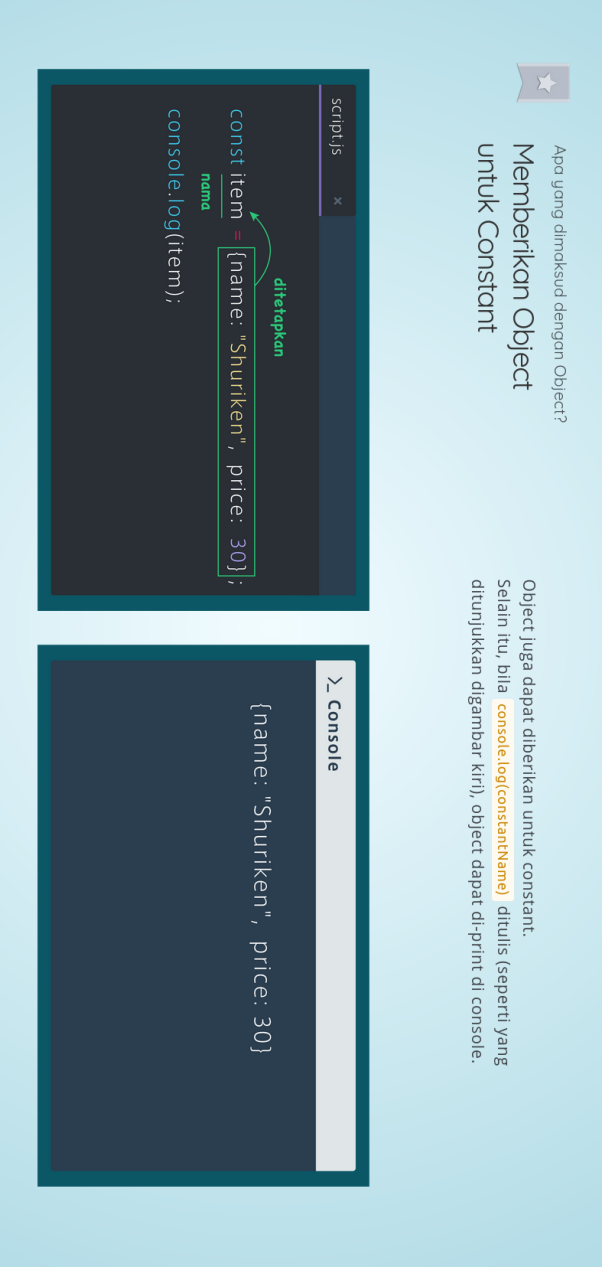 Apa yang dimaksud dengan Object?
Memberikan Object
untuk Constant
Object juga dapat diberikan untuk constant.
Selain itu, bila console.log(constantName) ditulis (seperti yang
ditunjukkan digambar kiri), object dapat di-print di console.
script.js ×
ditetapkan
const item = {name: "Shuriken", price: 30};
nama
console.log(item);
>_ Console
{name: "Shuriken", price: 30}